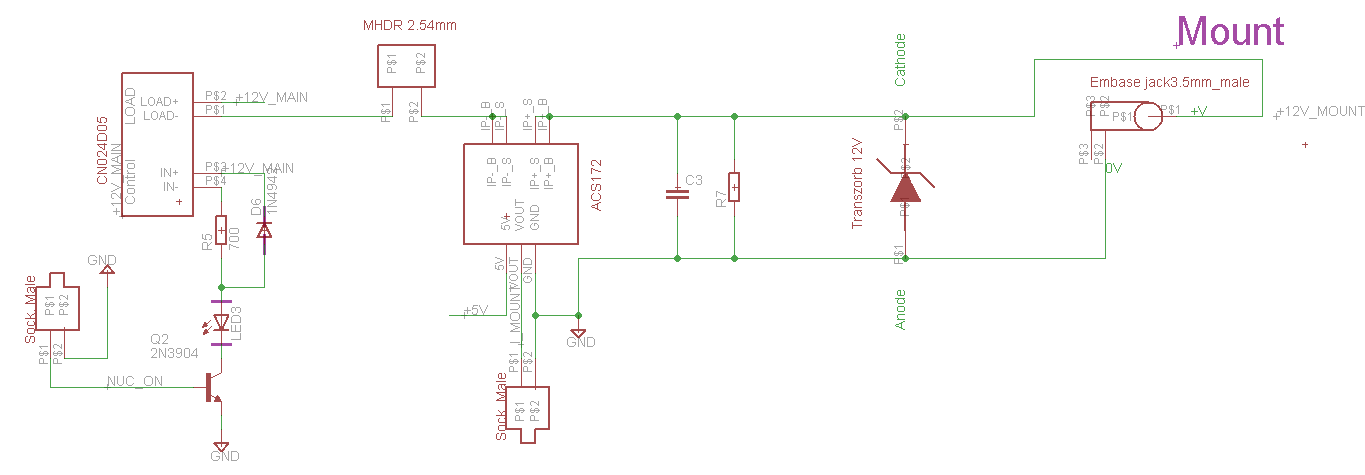 Mount
MHDR 2.54mm
P$1
P$2
P$1
P$2
CN024D05
+12V_MAIN
LOAD
Control
LOAD+
LOAD-
IN+
IN-
P$2
P$1
P$3
P$4
+12V_MAIN
+12V_MAIN
D6
1N494
R5
700
GND
Sock_Male
P$1
P$2
P$1
P$2
LED3
Q2
2N3904
NUC_ON
GND
IP-_B
IP-_S
IP+_S
IP+_B
IP-_B
IP-_S
IP+_S
IP+_B
ACS172
5V
VOUT
GND
5V
VOUT
GND
+5V
I_MOUNT
P$1
P$2
Sock_Male
P$1
P$2
GND
C3
R7
Cathode
P$2
Transzorb 12V
P$2
P$1
P$1
Anode
Embase jack3.5mm_male
P$3
P$2
P$1
P$1
+V
+12V_MOUNT
P$3
P$2
0V